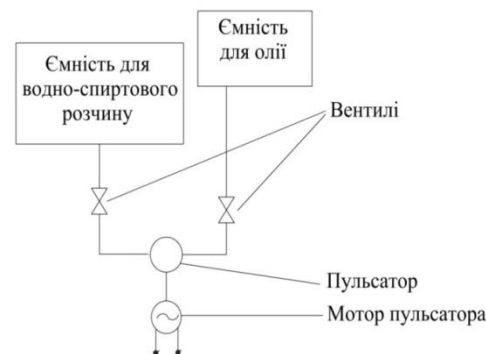 Ємність для
водно-спиртового
розчину
Ємність
для олії
Вентилі
Пульсатор
Мотор пульсатора